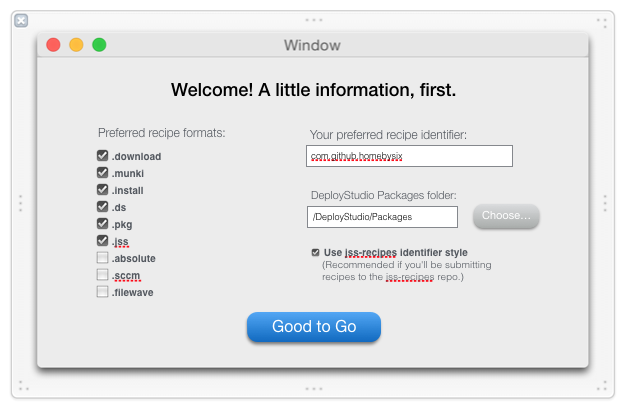 Window
Welcome! A little information, first.
Preferred recipe formats:
.download
.munki
.install
.ds
.pkg
.jss
.absolute
.sccm
.filewave
Your preferred recipe identifier:
com.github.homebysix
DeployStudio Packages folder:
/DeployStudio/Packages
Choose...
Use jss-recipes identifier style
(Recommended if you'll be submitting
recipes to the jss-recipes repo.)
Good to Go